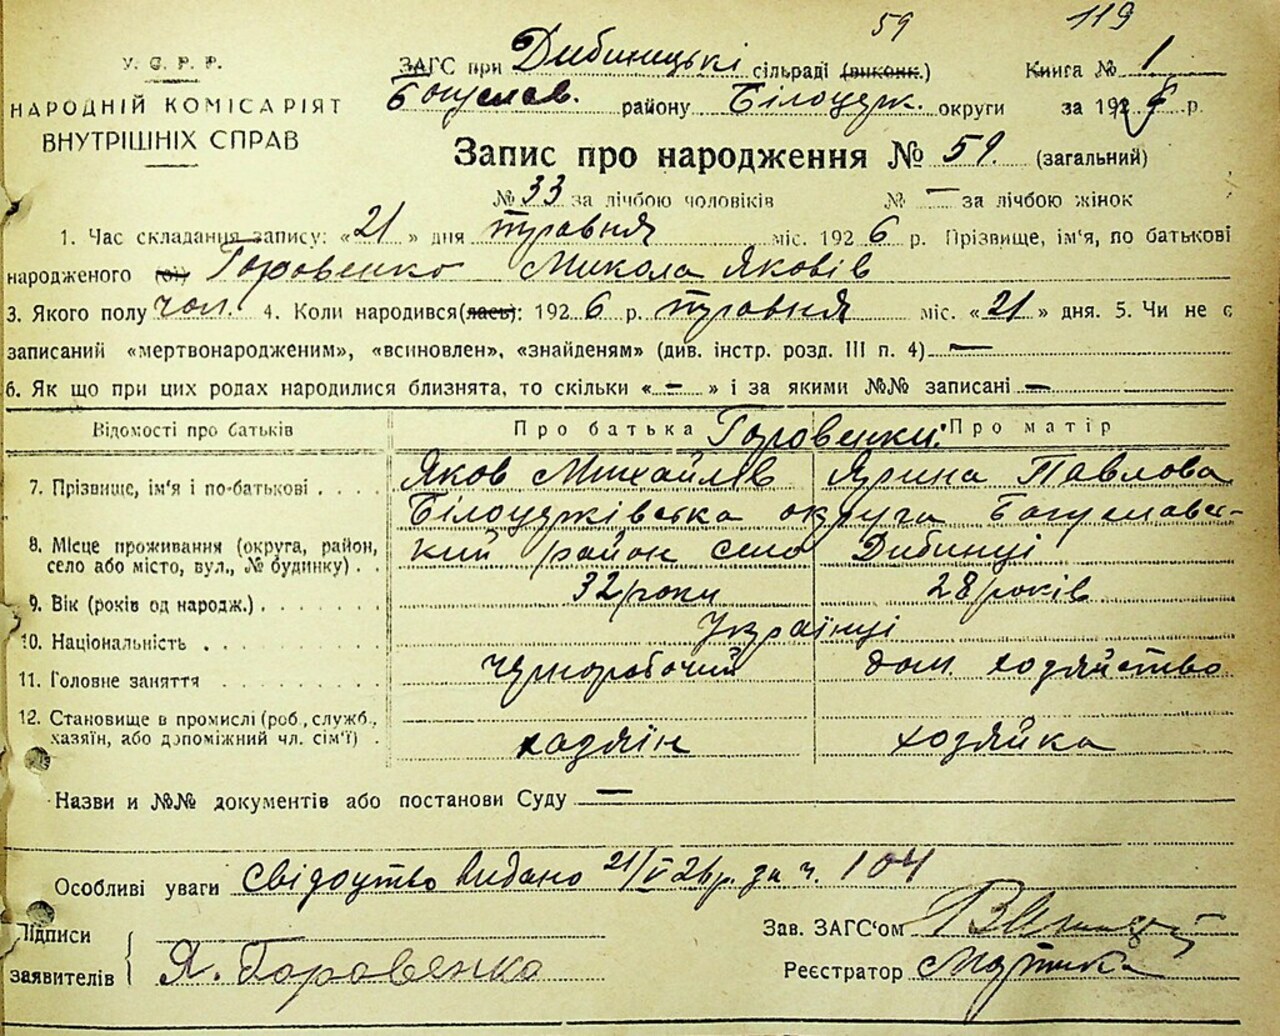 59 119
У. С. Р. Р.
НАРОДНІЙ КОМІСАРІЯТ
ВНУТРІШНІХ СПРАВ
ЗАГС при Дибинецькі сільраді (виконк.) Книга № 1
Богуслав. району Білоцерк. округи за 1926 р.
Запис про народження № 59. (загальний)
№ 33 за лічбою чоловіків № — за лічбою жінок
1. Час складання запису: «21» дня травня міс. 1926 р. Прізвище, ім'я, по батькові
народженого (ої) Горовенко Микола Яковів
3. Якого полу чол. 4. Коли народився(лась): 1926 р. травня міс. «21» дня. 5. Чи не є
записаний «мертвонародженим», «всиновлен», «знайденям» (див. інстр. розд. III п. 4) —
6. Як що при цих родах народилися близнята, то скільки «—» і за якими №№ записані —
Відомості про батьків Про батька Горовенки Про матір
7. Прізвище, ім'я і по-батькові . . . . Яков Михайлів Ярина Павлова
Білоцерківська округа Богуславсь-
8. Місце проживання (округа, район, кий район село Дибинці
село або місто, вул., № будинку) . .
9. Вік (років од народж.) . . . . . . . 32 роки 28 років
10. Національність . . . . . . . . . . Українці
11. Головне заняття . . . . . . . . . чорноробочий дом. хозяйство
12. Становище в промислі (роб., служб.,
хазяїн, або допоміжний чл. сім'ї) . хазяїн хозяйка
Назви и №№ документів або постанови Суду —
Особливі уваги свідоцтво видано 21/V 26 р. за ч. 104
Підписи Зав. ЗАГС'ом
заявителів Я. Горовенко Реєстратор